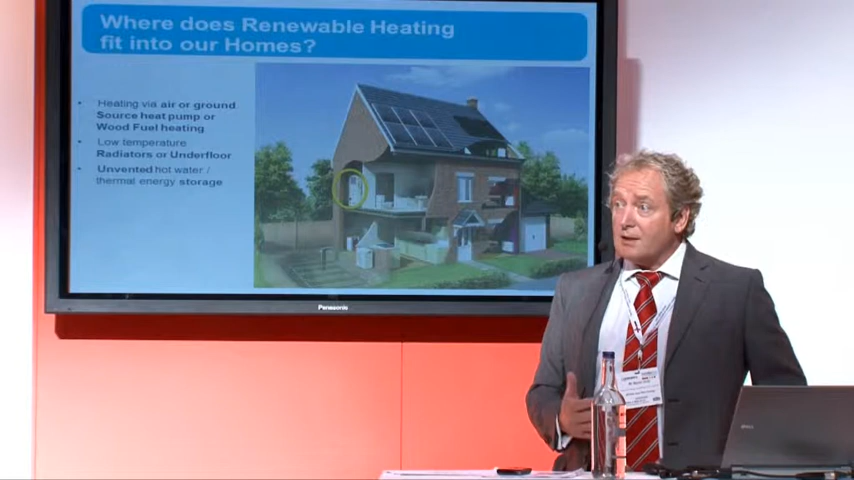 Where does Renewable Heating
fit into our Homes?
• Heating via air or ground
Source heat pump or
Wood Fuel heating
• Low temperature
Radiators or Underfloor
• Unvented hot water /
thermal energy storage
Panasonic
DELL